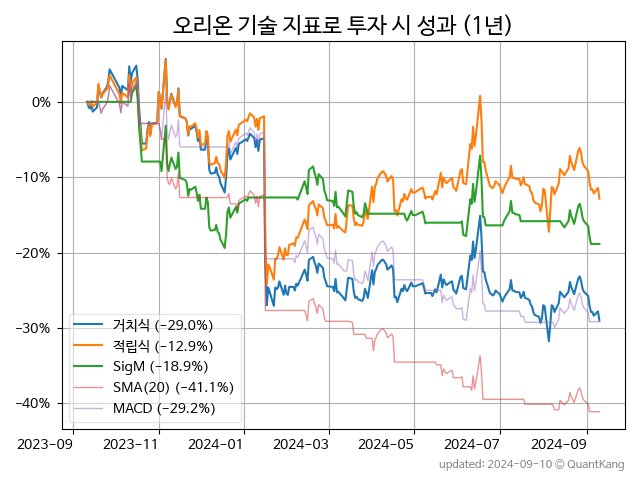 오리온 기술 지표로 투자 시 성과 (1년)
0%
−10%
−20%
−30%
−40%
거치식 (−29.0%)
적립식 (−12.9%)
SigM (−18.9%)
SMA(20) (−41.1%)
MACD (−29.2%)
2023-09 2023-11 2024-01 2024-03 2024-05 2024-07 2024-09
updated: 2024-09-10 © QuantKang